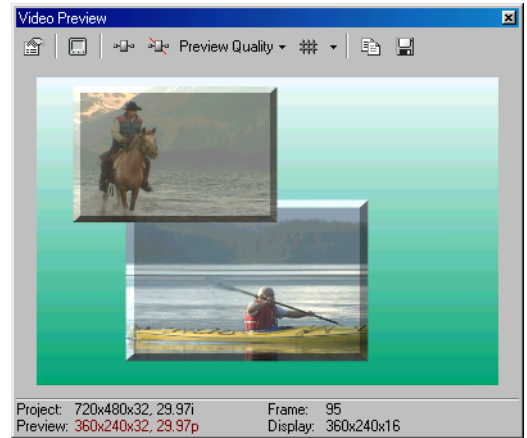 Video Preview
Preview Quality
Project: 720x480x32, 29.97i Frame: 95
Preview: 360x240x32, 29.97p Display: 360x240x16